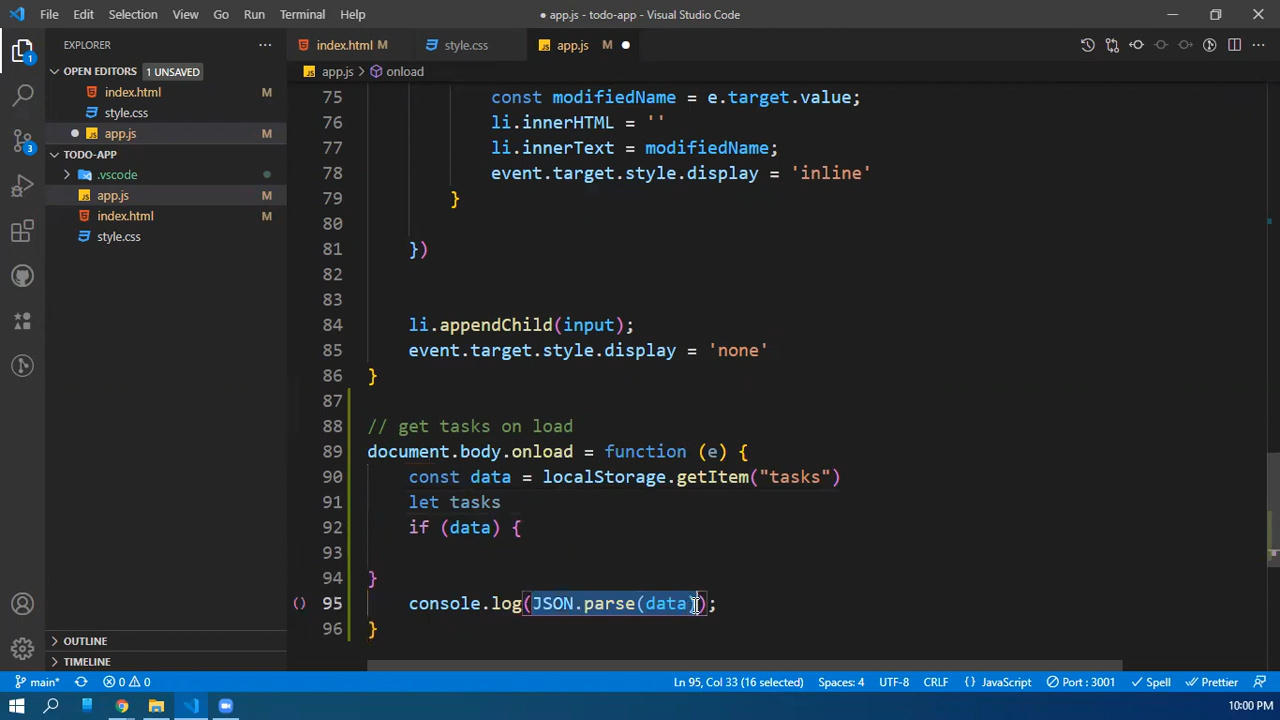 File Edit Selection View Go Run Terminal Help
● app.js - todo-app - Visual Studio Code
EXPLORER
index.html M
style.css
app.js M
OPEN EDITORS 1 UNSAVED
app.js > onload
index.html M
style.css
app.js M
TODO-APP
.vscode
app.js M
index.html M
style.css
OUTLINE
TIMELINE
1
3
75 const modifiedName = e.target.value;
76 li.innerHTML = ''
77 li.innerText = modifiedName;
78 event.target.style.display = 'inline'
79 }
80
81 })
82
83
84 li.appendChild(input);
85 event.target.style.display = 'none'
86 }
87
88 // get tasks on load
89 document.body.onload = function (e) {
90 const data = localStorage.getItem("tasks")
91 let tasks
92 if (data) {
93
94 }
95 console.log(JSON.parse(data));
96 }
main* 0 0 Ln 95, Col 33 (16 selected) Spaces: 4 UTF-8 CRLF {} JavaScript Port : 3001 Spell Prettier
10:00 PM